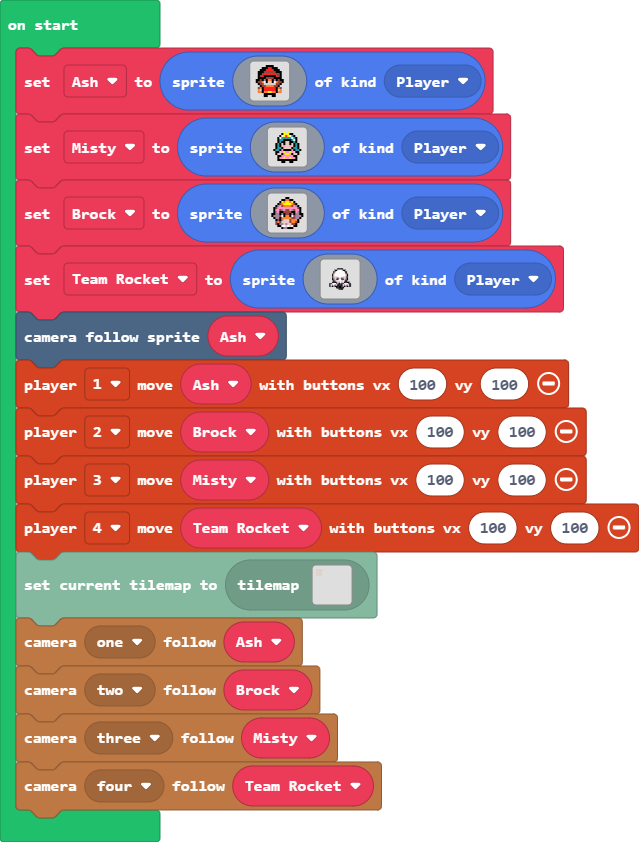 on start
set Ash to sprite of kind Player
set Misty to sprite of kind Player
set Brock to sprite of kind Player
set Team Rocket to sprite of kind Player
camera follow sprite Ash
player 1 move Ash with buttons vx 100 vy 100
player 2 move Brock with buttons vx 100 vy 100
player 3 move Misty with buttons vx 100 vy 100
player 4 move Team Rocket with buttons vx 100 vy 100
set current tilemap to tilemap
camera one follow Ash
camera two follow Brock
camera three follow Misty
camera four follow Team Rocket